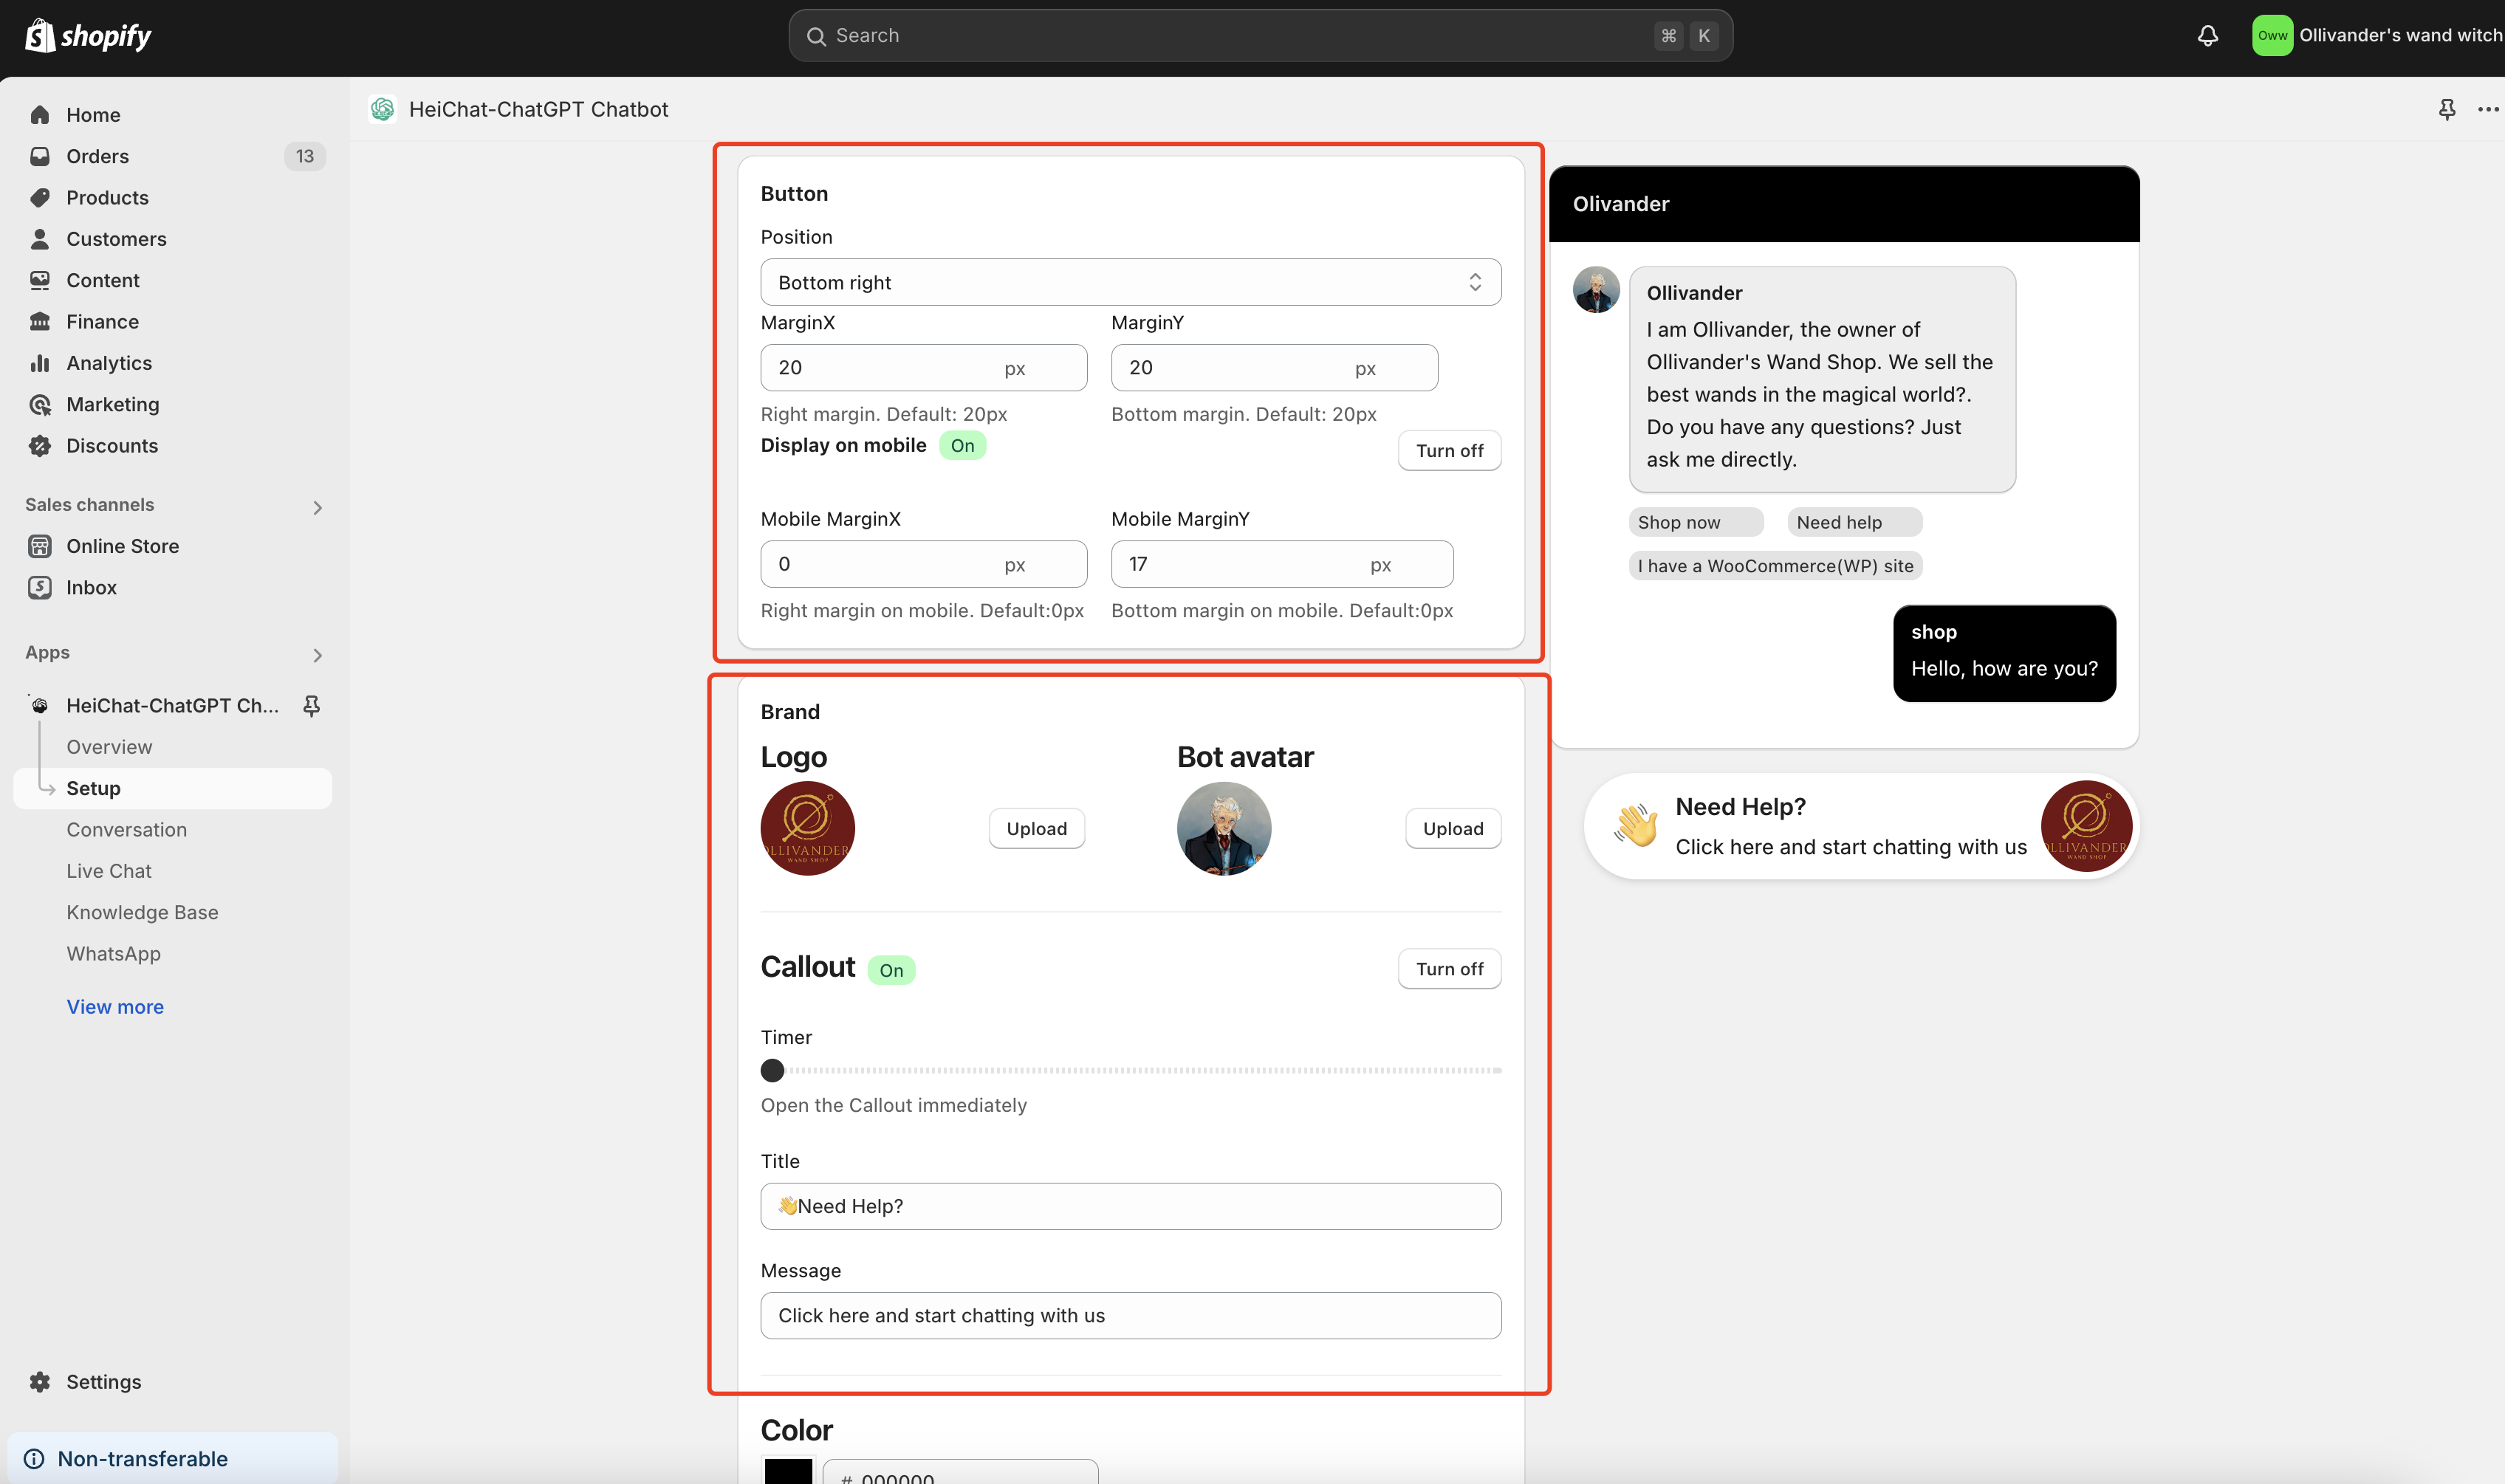 shopify
Search
⌘ K
Oww
Ollivander's wand witch
Home
Orders 13
Products
Customers
Content
Finance
Analytics
Marketing
Discounts
Sales channels
Online Store
Inbox
Apps
HeiChat-ChatGPT Ch...
Overview
Setup
Conversation
Live Chat
Knowledge Base
WhatsApp
View more
Settings
Non-transferable
HeiChat-ChatGPT Chatbot
Button
Position
Bottom right
MarginX MarginY
20 px 20 px
Right margin. Default: 20px Bottom margin. Default: 20px
Display on mobile On Turn off
Mobile MarginX Mobile MarginY
0 px 17 px
Right margin on mobile. Default:0px Bottom margin on mobile. Default:0px
Brand
Logo Bot avatar
LLIVANDER
WAND SHOP
Upload Upload
Callout On Turn off
Timer
Open the Callout immediately
Title
👋Need Help?
Message
Click here and start chatting with us
Color
# 000000
Olivander
Ollivander
I am Ollivander, the owner of
Ollivander's Wand Shop. We sell the
best wands in the magical world?.
Do you have any questions? Just
ask me directly.
Shop now Need help
I have a WooCommerce(WP) site
shop
Hello, how are you?
👋 Need Help?
Click here and start chatting with us
OLLIVANDER
WAND SHOP